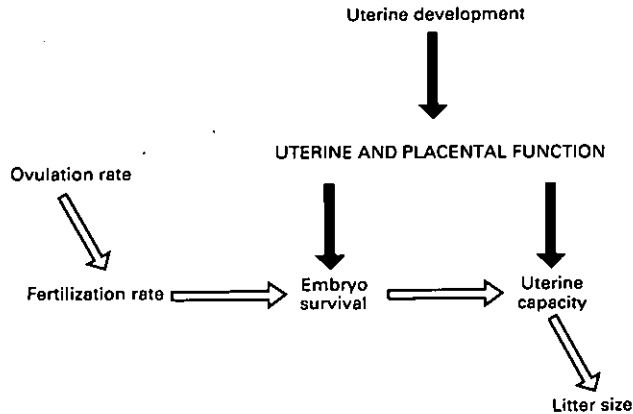 Uterine development
UTERINE AND PLACENTAL FUNCTION
Ovulation rate
Fertilization rate
Embryo
survival
Uterine
capacity
Litter size